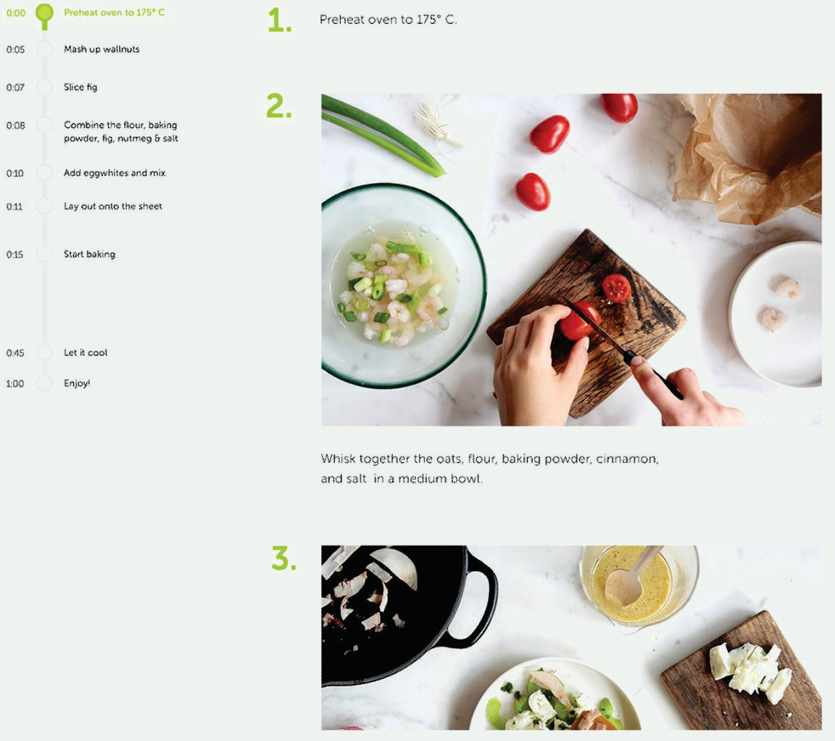 0:00 Preheat oven to 175° C
0:05 Mash up wallnuts
0:07 Slice fig
0:08 Combine the flour, baking
powder, fig, nutmeg & salt
0:10 Add eggwhites and mix
0:11 Lay out onto the sheet
0:15 Start baking
0:45 Let it cool
1:00 Enjoy!
1. Preheat oven to 175° C.
2.
Whisk together the oats, flour, baking powder, cinnamon,
and salt in a medium bowl.
3.